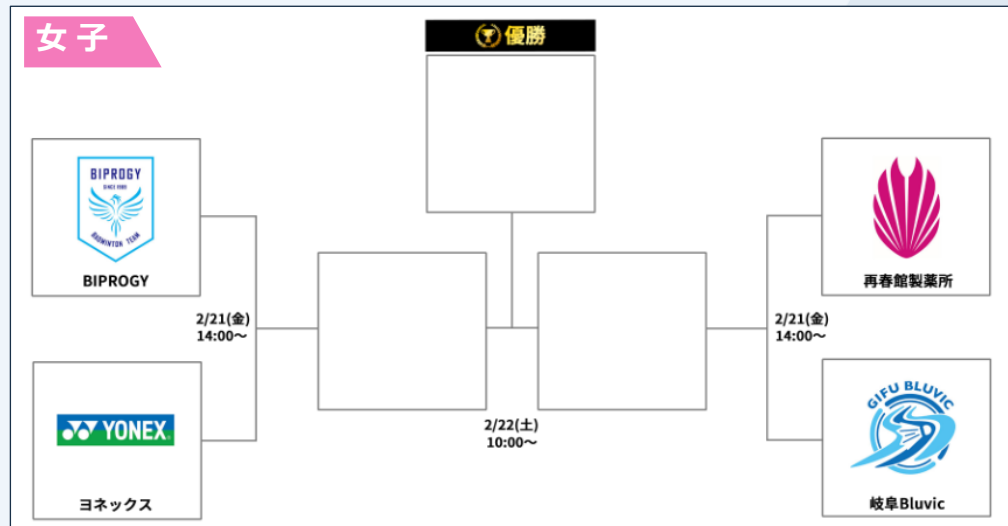 女子
優勝
BIPROGY
SINCE 1989
BADMINTON TEAM
BIPROGY
2/21(金)
14:00〜
YONEX
ヨネックス
2/22(土)
10:00〜
再春館製薬所
2/21(金)
14:00〜
GIFU BLUVIC
岐阜Bluvic